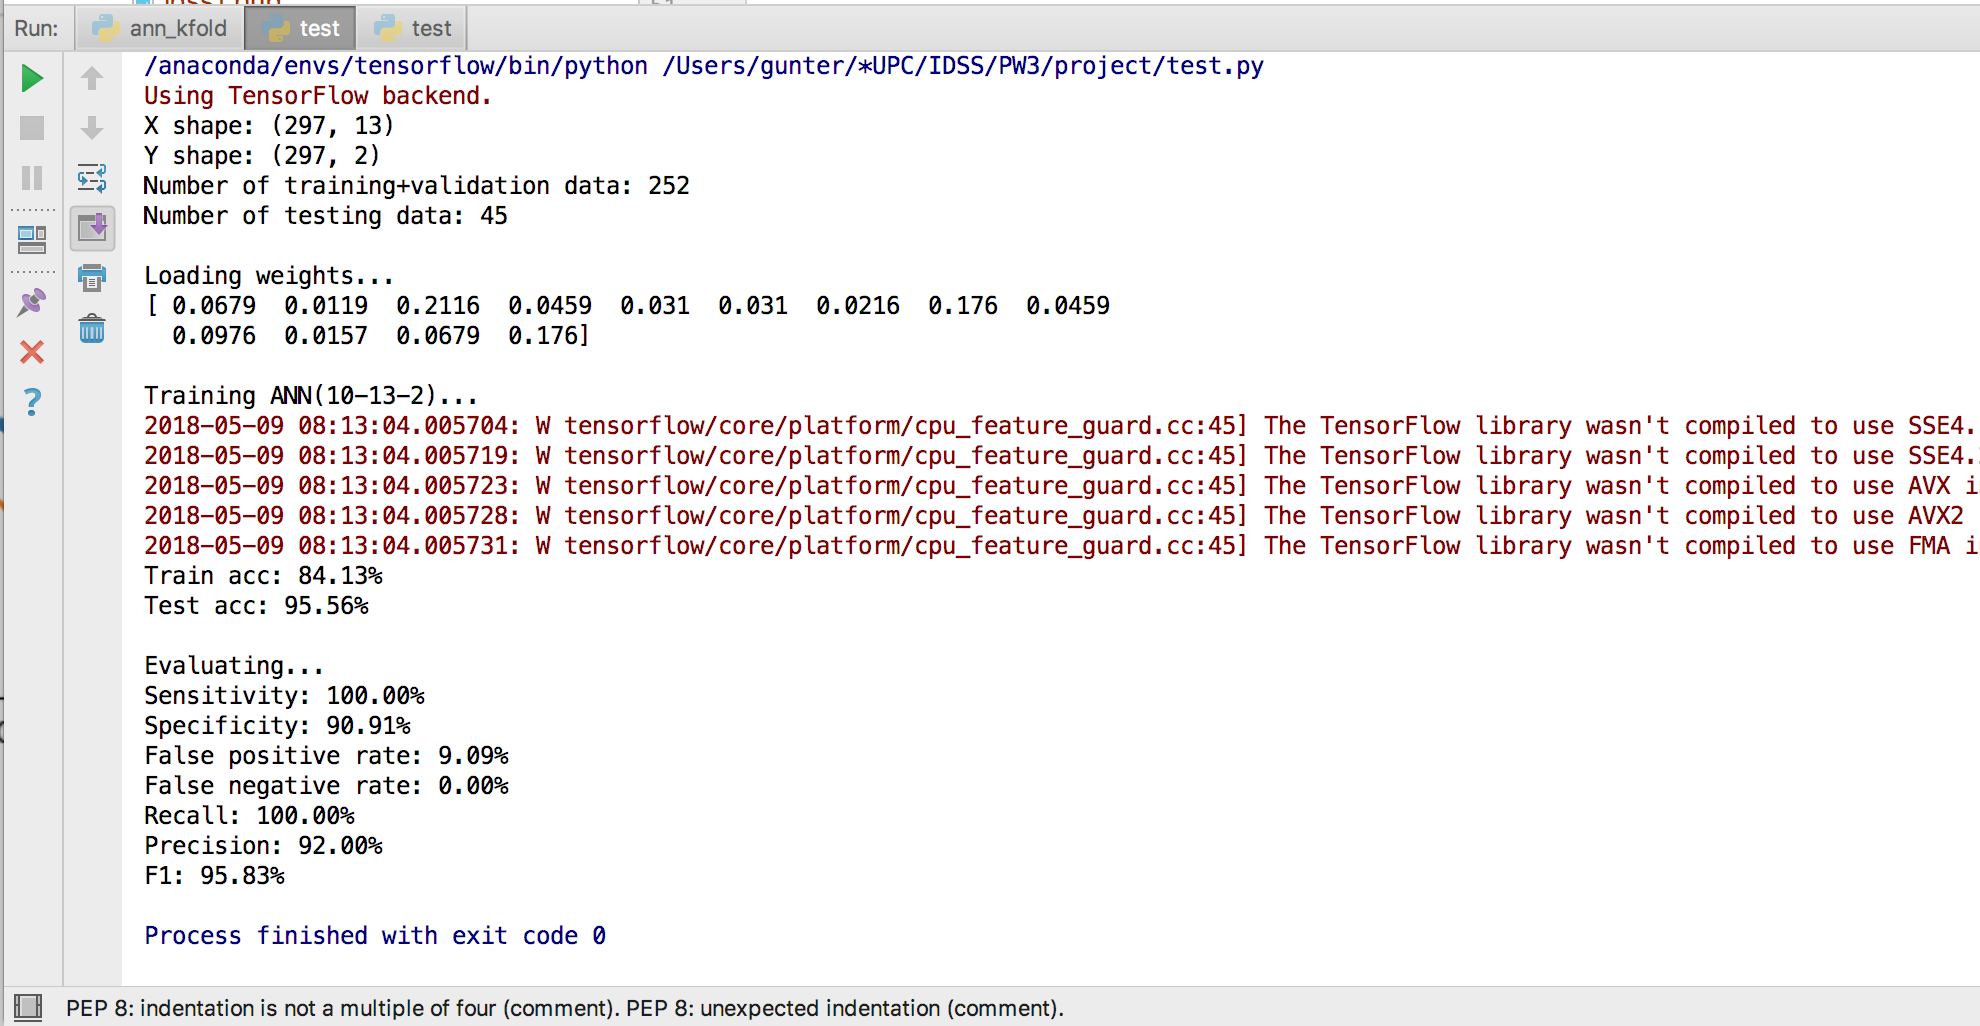 Run: ann_kfold test test
/anaconda/envs/tensorflow/bin/python /Users/gunter/*UPC/IDSS/PW3/project/test.py
Using TensorFlow backend.
X shape: (297, 13)
Y shape: (297, 2)
Number of training+validation data: 252
Number of testing data: 45
Loading weights...
[ 0.0679 0.0119 0.2116 0.0459 0.031 0.031 0.0216 0.176 0.0459
0.0976 0.0157 0.0679 0.176]
Training ANN(10-13-2)...
2018-05-09 08:13:04.005704: W tensorflow/core/platform/cpu_feature_guard.cc:45] The TensorFlow library wasn't compiled to use SSE4.
2018-05-09 08:13:04.005719: W tensorflow/core/platform/cpu_feature_guard.cc:45] The TensorFlow library wasn't compiled to use SSE4.
2018-05-09 08:13:04.005723: W tensorflow/core/platform/cpu_feature_guard.cc:45] The TensorFlow library wasn't compiled to use AVX i
2018-05-09 08:13:04.005728: W tensorflow/core/platform/cpu_feature_guard.cc:45] The TensorFlow library wasn't compiled to use AVX2
2018-05-09 08:13:04.005731: W tensorflow/core/platform/cpu_feature_guard.cc:45] The TensorFlow library wasn't compiled to use FMA i
Train acc: 84.13%
Test acc: 95.56%
Evaluating...
Sensitivity: 100.00%
Specificity: 90.91%
False positive rate: 9.09%
False negative rate: 0.00%
Recall: 100.00%
Precision: 92.00%
F1: 95.83%
Process finished with exit code 0
PEP 8: indentation is not a multiple of four (comment). PEP 8: unexpected indentation (comment).